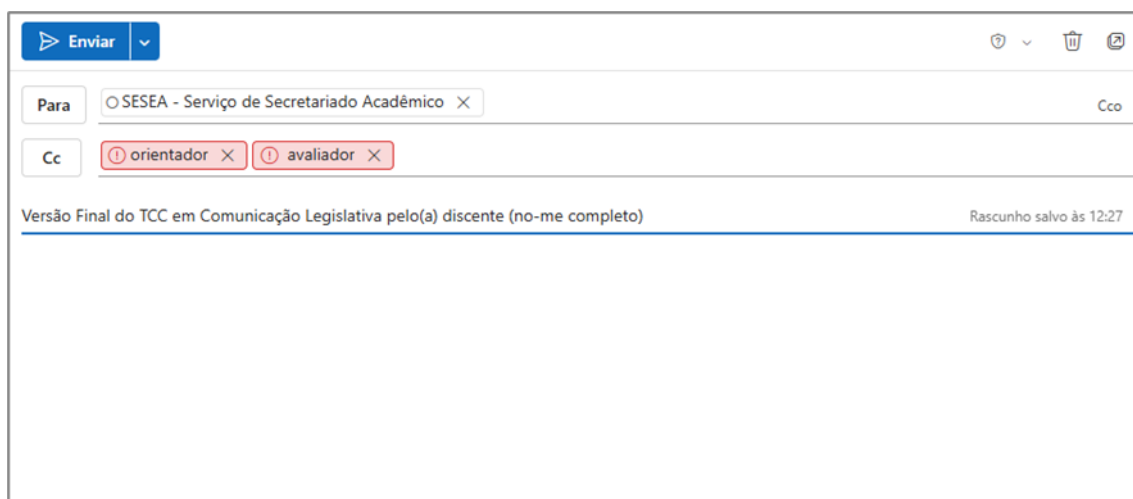 Enviar
Para SESEA - Serviço de Secretariado Acadêmico Cco
Cc orientador avaliador
Versão Final do TCC em Comunicação Legislativa pelo(a) discente (no-me completo) Rascunho salvo às 12:27